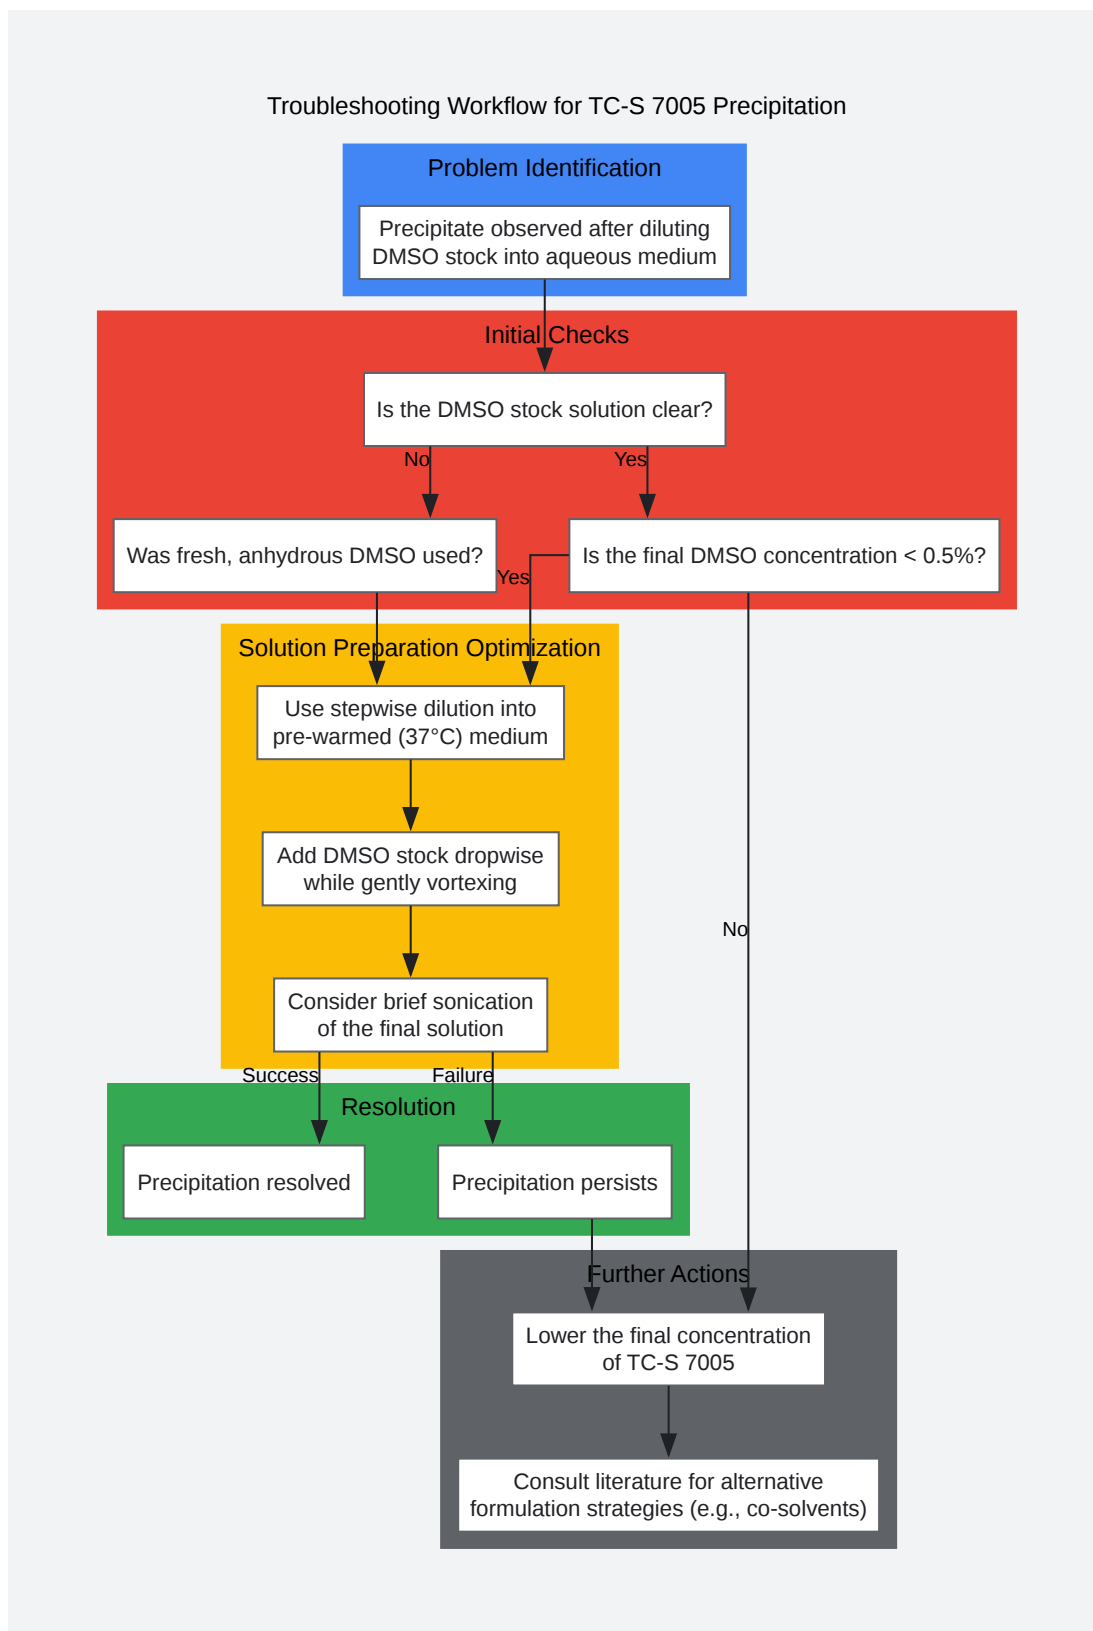 Troubleshooting Workflow for TC-S 7005 Precipitation
Problem Identification
Precipitate observed after diluting
DMSO stock into aqueous medium
Initial Checks
Is the DMSO stock solution clear?
No
Yes
Was fresh, anhydrous DMSO used?
Is the final DMSO concentration < 0.5%?
Yes
Solution Preparation Optimization
Use stepwise dilution into
pre-warmed (37°C) medium
Add DMSO stock dropwise
while gently vortexing
No
Consider brief sonication
of the final solution
Success
Failure
Resolution
Precipitation resolved
Precipitation persists
Further Actions
Lower the final concentration
of TC-S 7005
Consult literature for alternative
formulation strategies (e.g., co-solvents)